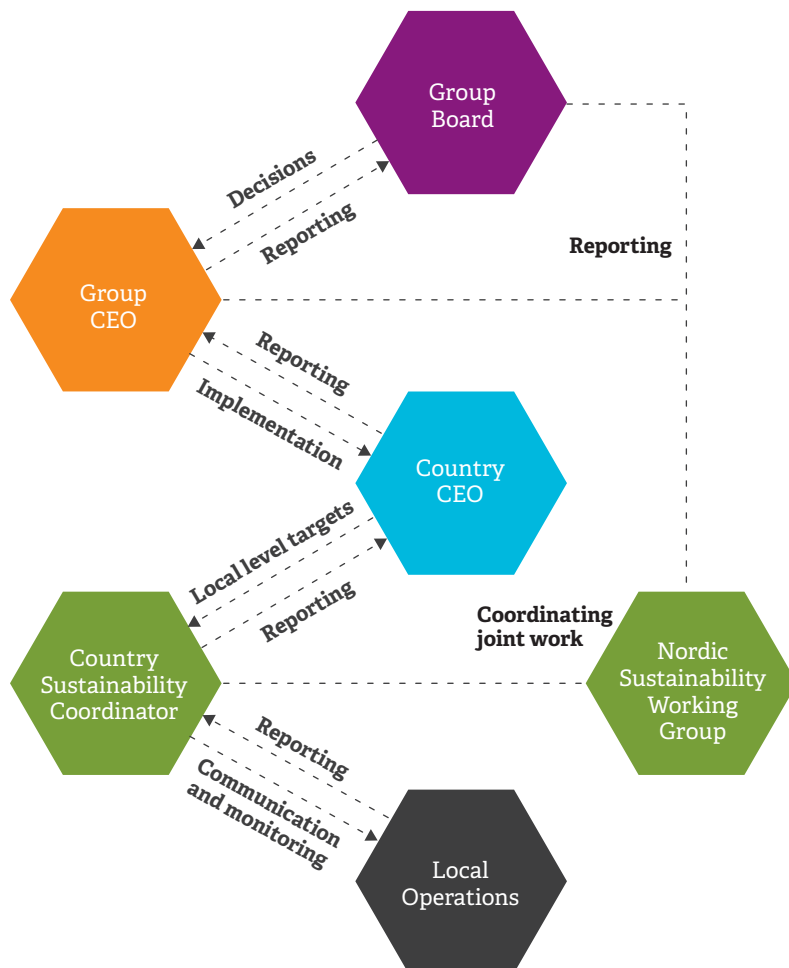 Group
Board
Decisions
Reporting
Reporting
Group
CEO
Reporting
Implementation
Country
CEO
Local level targets
Reporting
Coordinating
joint work
Country
Sustainability
Coordinator
Nordic
Sustainability
Working
Group
Reporting
Communication
and monitoring
Local
Operations